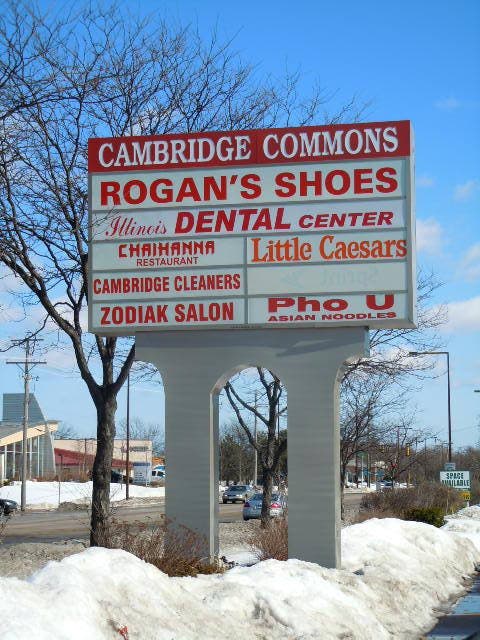 CAMBRIDGE COMMONS
ROGAN'S SHOES
Illinois DENTAL CENTER
CHAIHANNA
RESTAURANT
Little Caesars
CAMBRIDGE CLEANERS
Sprint
ZODIAK SALON
Pho U
ASIAN NOODLES
SPACE
AVAILABLE